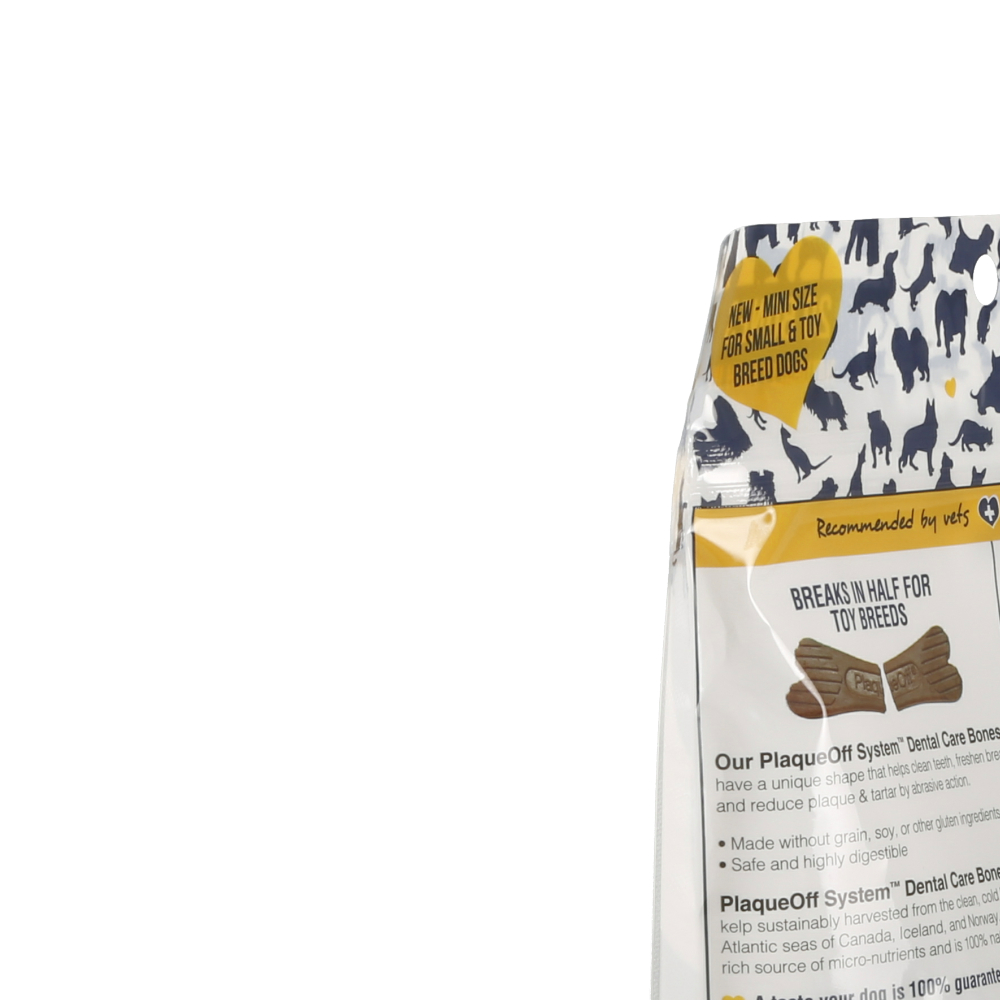 NEW - MINI SIZE
FOR SMALL & TOY
BREED DOGS
Recommended by vets
BREAKS IN HALF FOR
TOY BREEDS
Our PlaqueOff System™ Dental Care Bones
have a unique shape that helps clean teeth, freshen
and reduce plaque & tartar by abrasive action.
• Made without grain, soy, or other gluten ingredients
• Safe and highly digestible
PlaqueOff System™ Dental Care
kelp sustainably harvested from the clean, cold
Atlantic seas of Canada, Iceland, and Norway
rich source of micro-nutrients and is 100%
A taste your dog is 100%